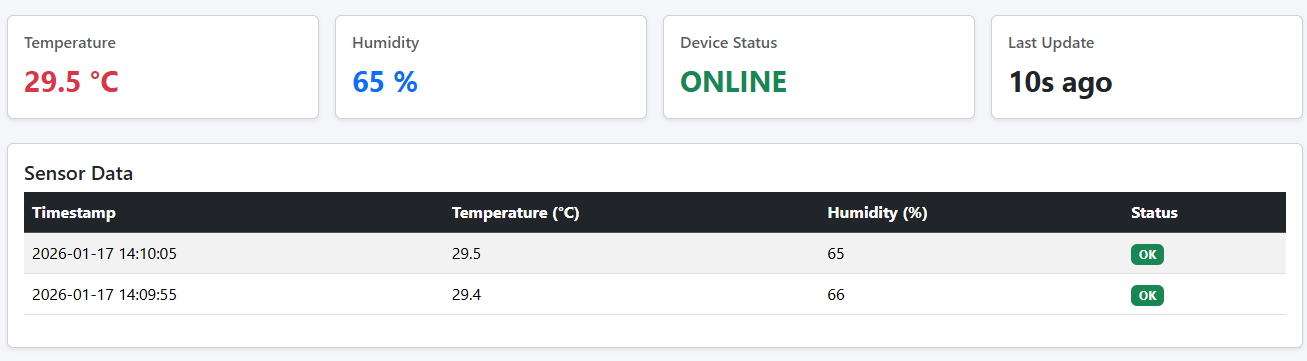 Temperature
29.5 °C
Humidity
65 %
Device Status
ONLINE
Last Update
10s ago
Sensor Data
Timestamp Temperature (°C) Humidity (%) Status
2026-01-17 14:10:05 29.5 65 OK
2026-01-17 14:09:55 29.4 66 OK